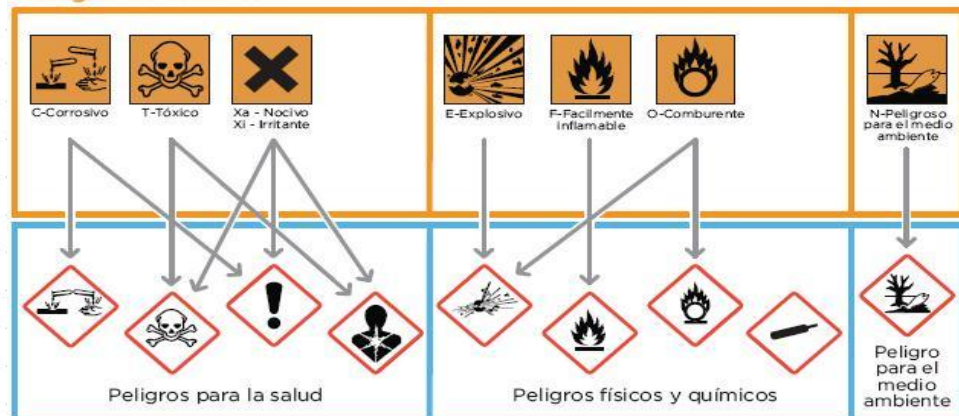 C-Corrosivo
T-Tóxico
Xa - Nocivo
Xi - Irritante
E-Explosivo
F-Facilmente
inflamable
O-Comburente
N-Peligroso
para el medio
ambiente
Peligros para la salud
Peligros físicos y químicos
Peligro
para el
medio
ambiente